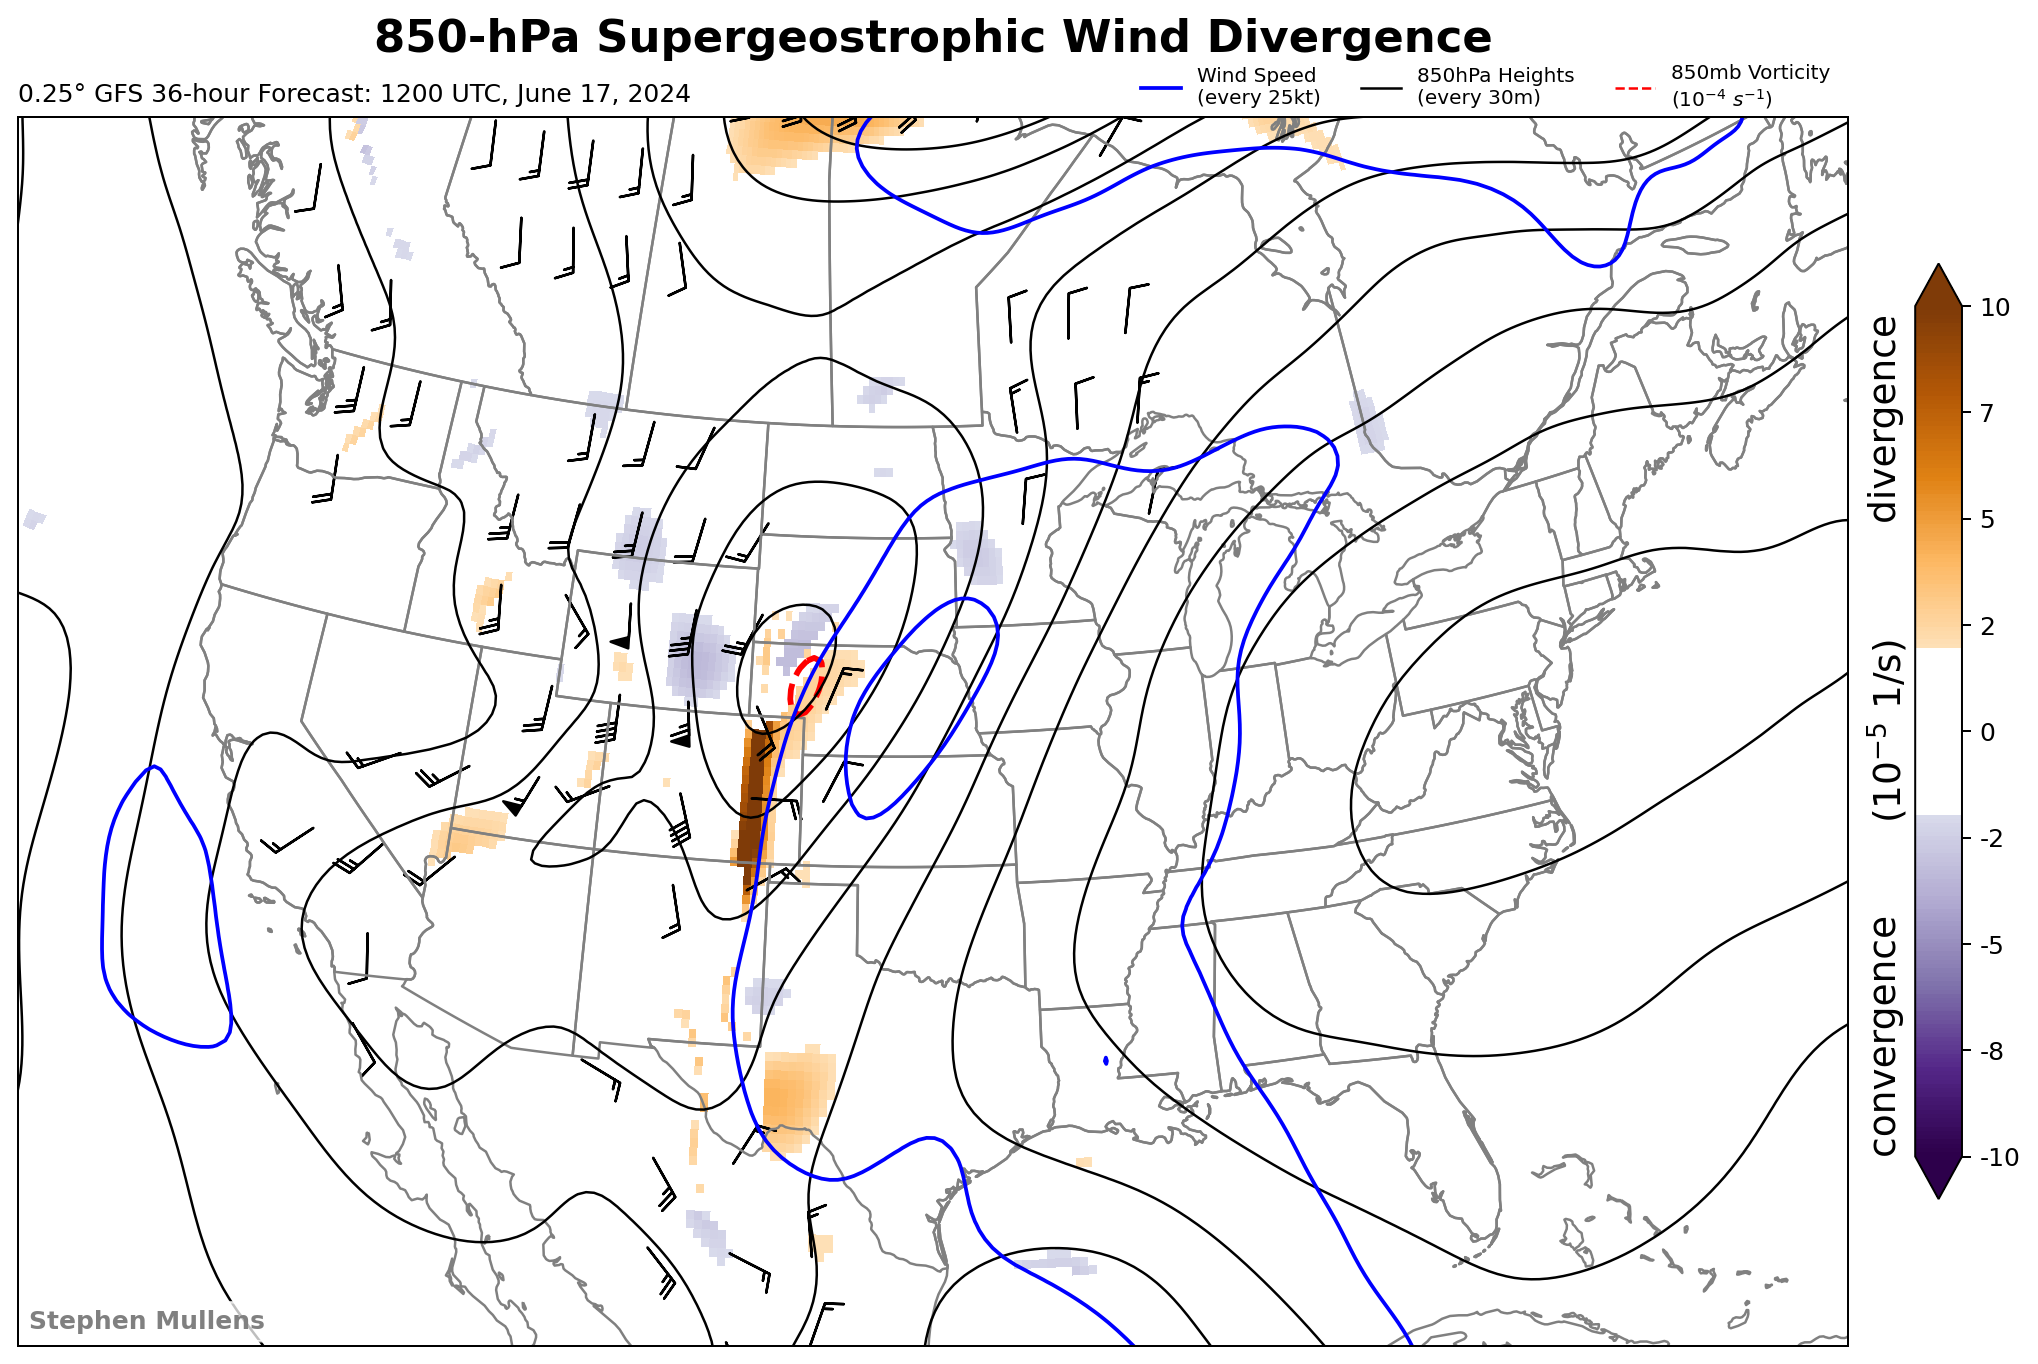 850-hPa Supergeostrophic Wind Divergence
0.25° GFS 36-hour Forecast: 1200 UTC, June 17, 2024
Wind Speed
(every 25kt)
850hPa Heights
(every 30m)
850mb Vorticity
(10⁻⁴ s⁻¹)
10
7
5
2
0
-2
-5
-8
-10
convergence (10⁻⁵ 1/s) divergence
Stephen Mullens